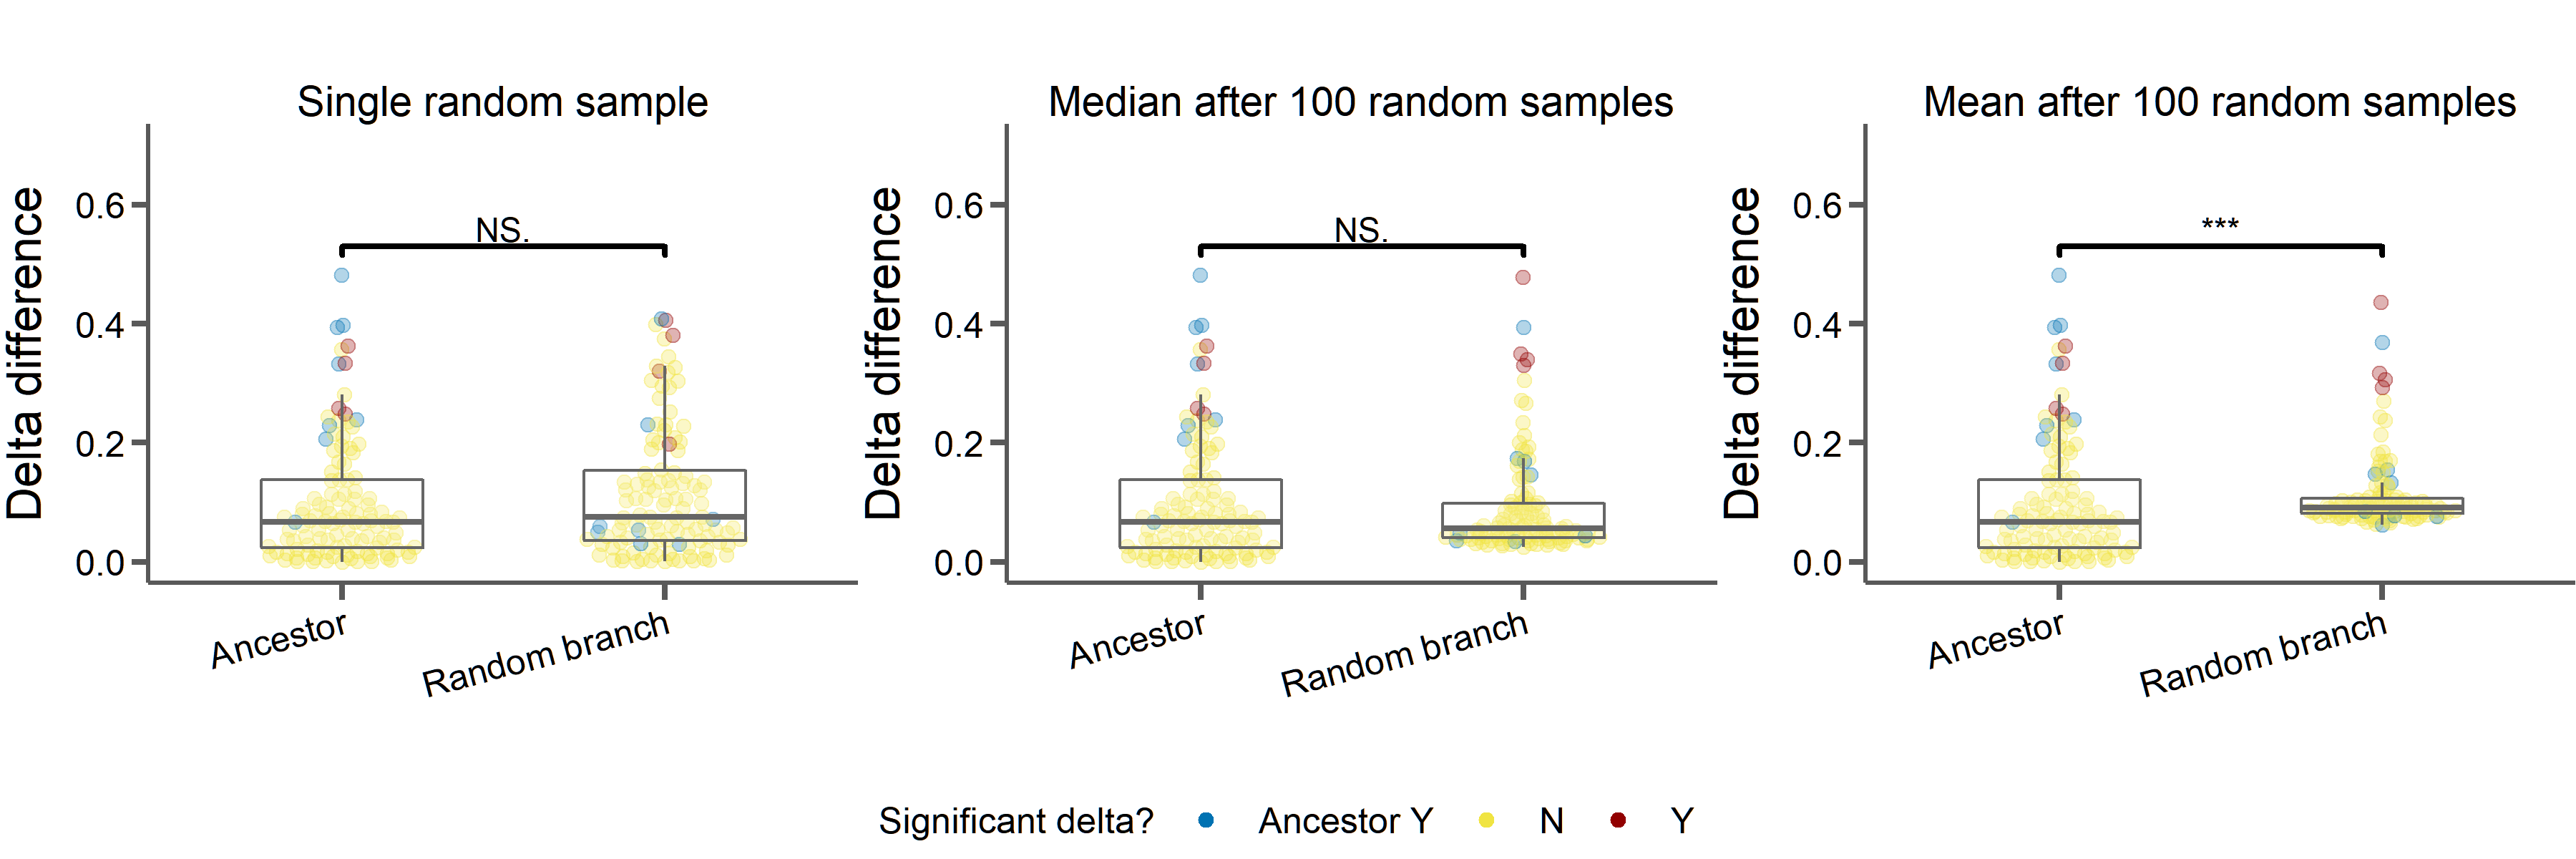 Single random sample
Delta difference
0.6
0.4
0.2
0.0
NS.
Ancestor
Random branch
Median after 100 random samples
Delta difference
0.6
0.4
0.2
0.0
NS.
Ancestor
Random branch
Mean after 100 random samples
Delta difference
0.6
0.4
0.2
0.0
***
Ancestor
Random branch
Significant delta? Ancestor Y N Y